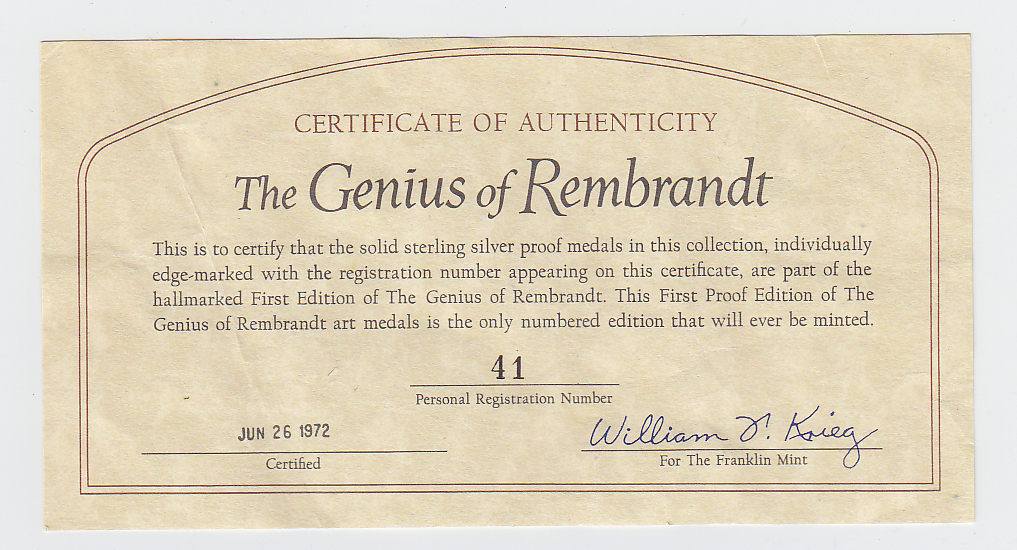 CERTIFICATE OF AUTHENTICITY
The Genius of Rembrandt
This is to certify that the solid sterling silver proof medals in this collection, individually
edge-marked with the registration number appearing on this certificate, are part of the
hallmarked First Edition of The Genius of Rembrandt. This First Proof Edition of The
Genius of Rembrandt art medals is the only numbered edition that will ever be minted.
41
Personal Registration Number
JUN 26 1972
Certified
William T. Krieg
For The Franklin Mint